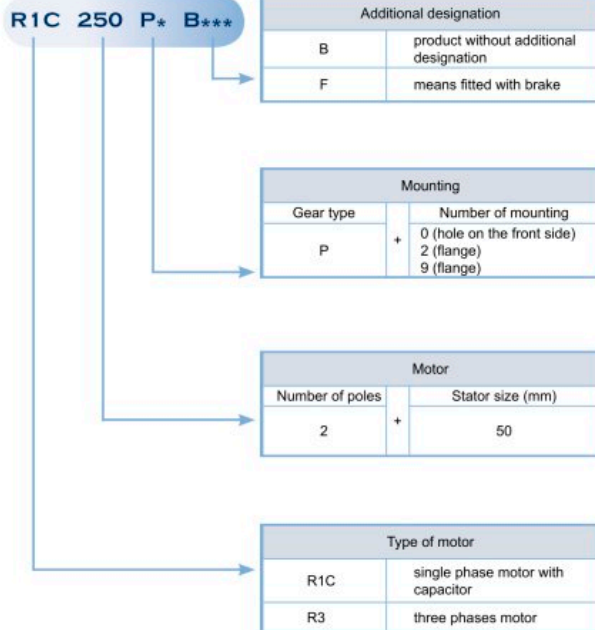 R1C 250 P* B***
Additional designation
B
product without additional
designation
F
means fitted with brake
Mounting
Gear type
Number of mounting
P
+
0 (hole on the front side)
2 (flange)
9 (flange)
Motor
Number of poles
Stator size (mm)
2
+
50
Type of motor
R1C
single phase motor with
capacitor
R3
three phases motor